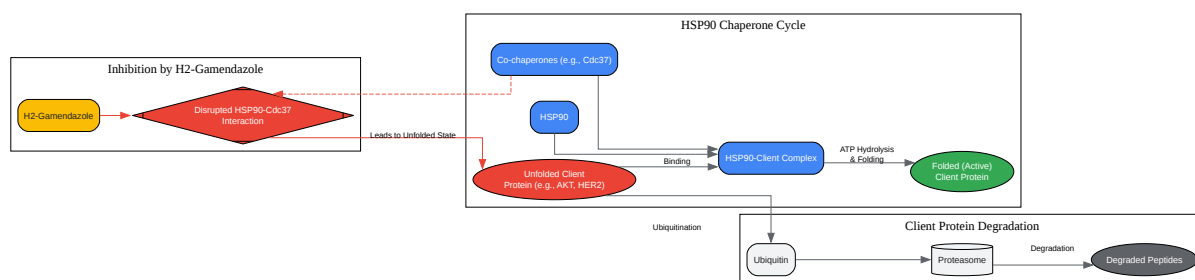 HSP90 Chaperone Cycle
Inhibition by H2-Gamendazole
Co-chaperones (e.g., Cdc37)
H2-Gamendazole
Disrupted HSP90-Cdc37
Interaction
HSP90
Leads to Unfolded State
Unfolded Client
Protein (e.g., AKT, HER2)
Binding
HSP90-Client Complex
ATP Hydrolysis
& Folding
Folded (Active)
Client Protein
Client Protein Degradation
Ubiquitination
Ubiquitin
Proteasome
Degradation
Degraded Peptides